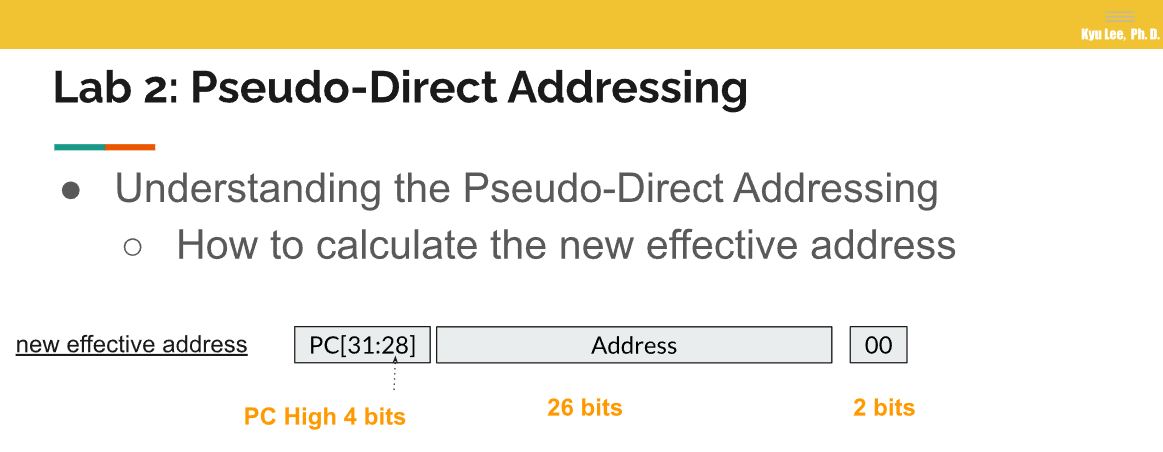 Kyu Lee, Ph. D.
Lab 2: Pseudo-Direct Addressing
● Understanding the Pseudo-Direct Addressing
○ How to calculate the new effective address
new effective address PC[31:28] Address 00
PC High 4 bits 26 bits 2 bits